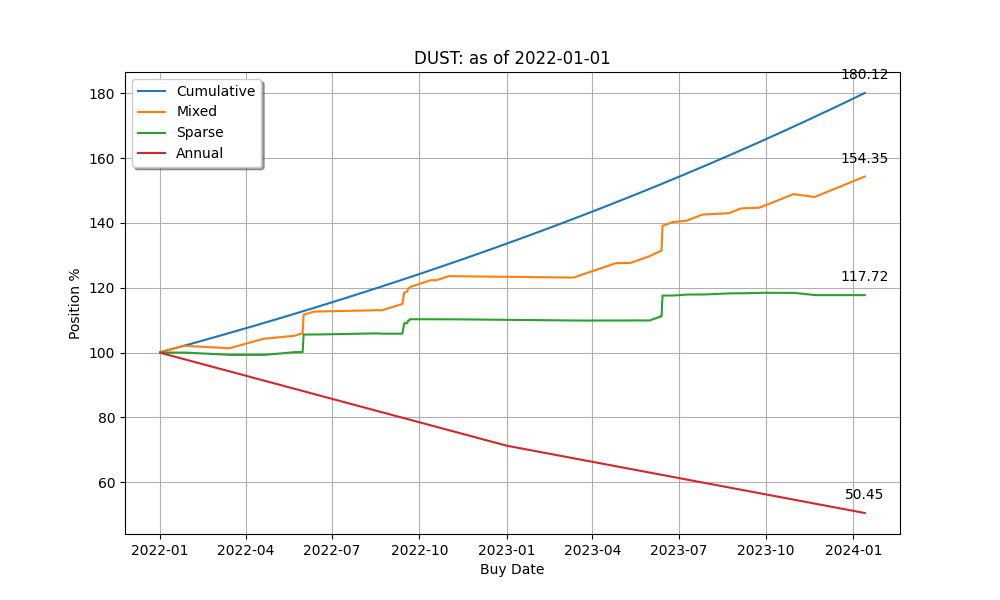 DUST: as of 2022-01-01
Cumulative
Mixed
Sparse
Annual
180.12
154.35
117.72
50.45
Position %
180
160
140
120
100
80
60
2022-01 2022-04 2022-07 2022-10 2023-01 2023-04 2023-07 2023-10 2024-01
Buy Date